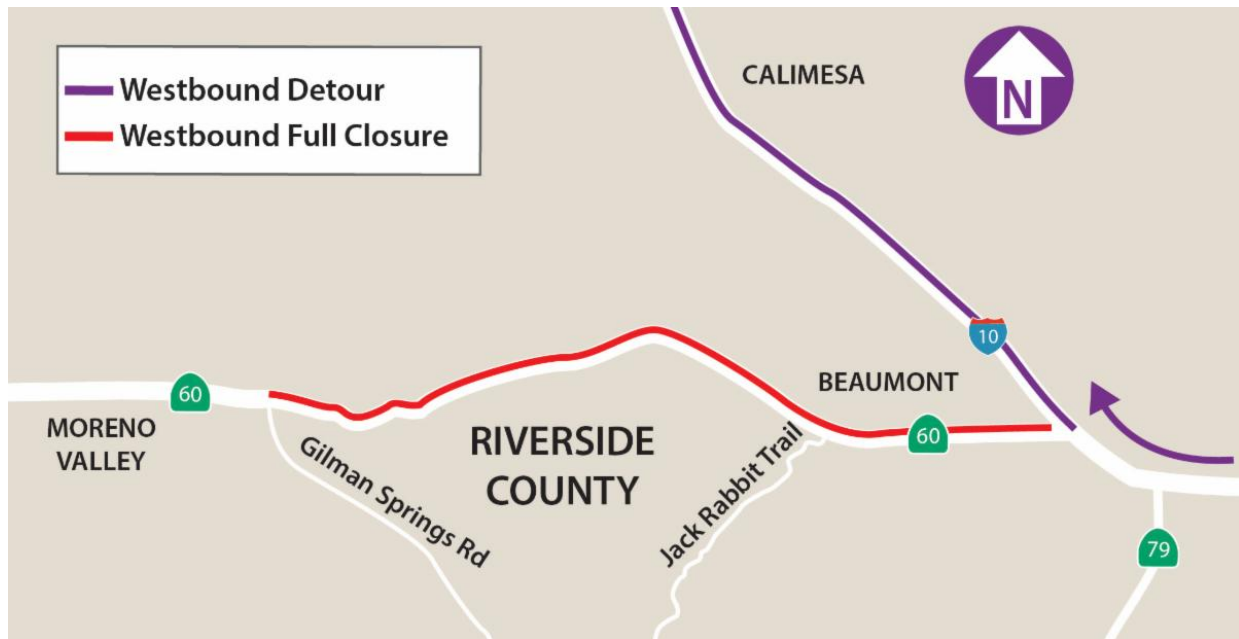 Westbound Detour
Westbound Full Closure
CALIMESA
N
10
60
MORENO
VALLEY
BEAUMONT
60
RIVERSIDE
COUNTY
Gilman Springs Rd
Jack Rabbit Trail
79